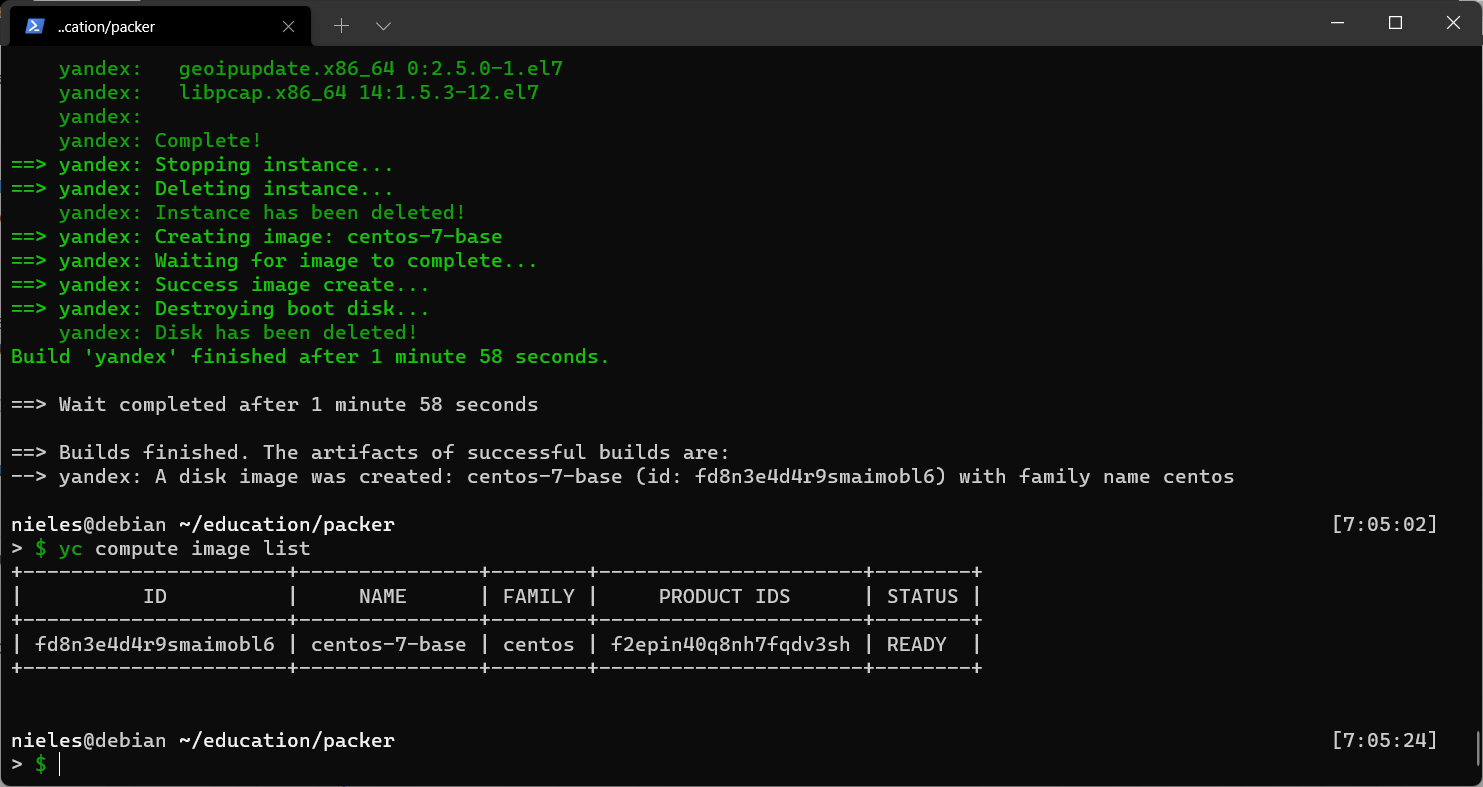 ..cation/packer
yandex:   geoipupdate.x86_64 0:2.5.0-1.el7
yandex:   libpcap.x86_64 14:1.5.3-12.el7
yandex:
yandex: Complete!
==> yandex: Stopping instance...
==> yandex: Deleting instance...
yandex: Instance has been deleted!
==> yandex: Creating image: centos-7-base
==> yandex: Waiting for image to complete...
==> yandex: Success image create...
==> yandex: Destroying boot disk...
yandex: Disk has been deleted!
Build 'yandex' finished after 1 minute 58 seconds.
==> Wait completed after 1 minute 58 seconds
==> Builds finished. The artifacts of successful builds are:
--> yandex: A disk image was created: centos-7-base (id: fd8n3e4d4r9smaimobl6) with family name centos
nieles@debian ~/education/packer [7:05:02]
> $ yc compute image list
+----------------------+---------------+--------+----------------------+--------+
|          ID          |     NAME      | FAMILY |     PRODUCT IDS      | STATUS |
+----------------------+---------------+--------+----------------------+--------+
| fd8n3e4d4r9smaimobl6 | centos-7-base | centos | f2epin40q8nh7fqdv3sh | READY  |
+----------------------+---------------+--------+----------------------+--------+
nieles@debian ~/education/packer [7:05:24]
> $